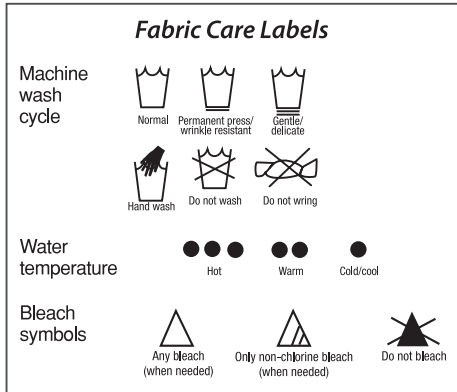 Fabric Care Labels
Machine
wash
cycle
Normal
Permanent press/
wrinkle resistant
Gentle/
delicate
Hand wash
Do not wash
Do not wring
Water
temperature
Hot
Warm
Cold/cool
Bleach
symbols
Any bleach
(when needed)
Only non-chlorine bleach
(when needed)
Do not bleach